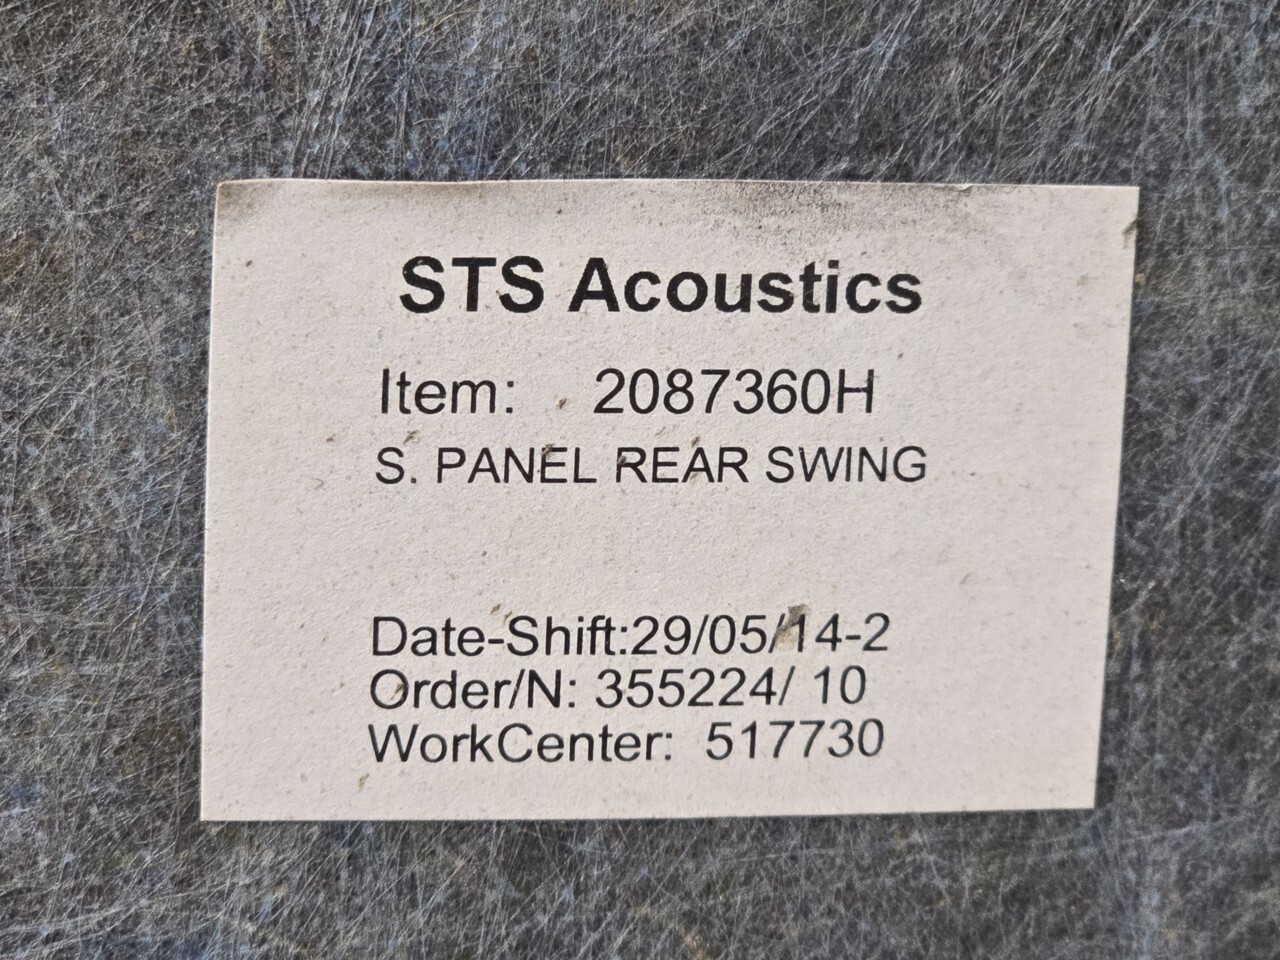 STS Acoustics
Item: 2087360H
S. PANEL REAR SWING
Date-Shift:29/05/14-2
Order/N: 355224/ 10
WorkCenter: 517730